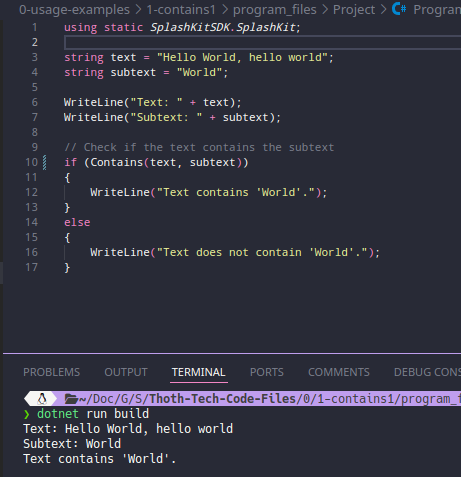 0-usage-examples > 1-contains1 > program_files > Project > C# Program
1 using static SplashKitSDK.SplashKit;
2
3 string text = "Hello World, hello world";
4 string subtext = "World";
5
6 WriteLine("Text: " + text);
7 WriteLine("Subtext: " + subtext);
8
9 // Check if the text contains the subtext
10 if (Contains(text, subtext))
11 {
12 WriteLine("Text contains 'World'.");
13 }
14 else
15 {
16 WriteLine("Text does not contain 'World'.");
17 }
PROBLEMS OUTPUT TERMINAL PORTS COMMENTS DEBUG CONS
~/Doc/G/S/Thoth-Tech-Code-Files/0/1-contains1/program_f
❯ dotnet run build
Text: Hello World, hello world
Subtext: World
Text contains 'World'.